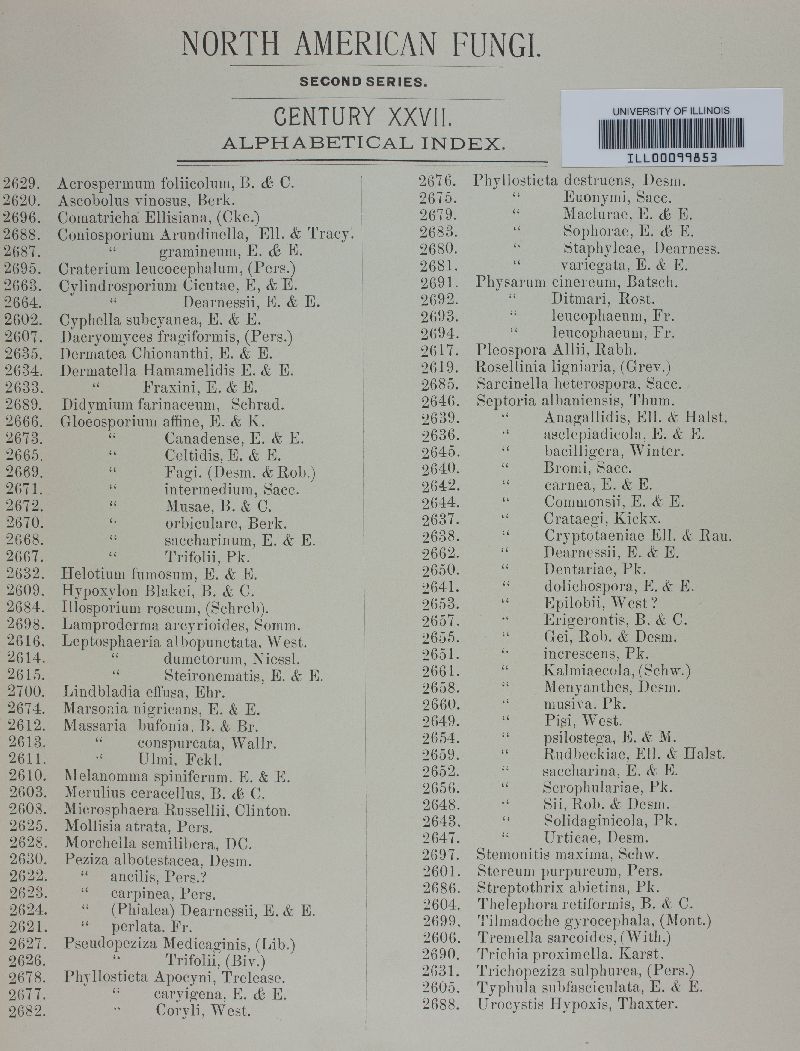 NORTH AMERICAN FUNGI.
SECOND SERIES.
CENTURY XXVII.
ALPHABETICAL INDEX.
UNIVERSITY OF ILLINOIS
ILL00099853
2629. Acrospermum foliicolum, B. & C.
2620. Ascobolus vinosus, Berk.
2696. Comatricha Ellisiana, (Cke.)
2688. Coniosporium Arundinella, Ell. & Tracy.
2687. “ gramineum, E. & E.
2695. Craterium leucocephalum, (Pers.)
2663. Cylindrosporium Cicutae, E, & E.
2664. “ Dearnessii, E. & E.
2602. Cyphella subcyanea, E. & E.
2607. Dacryomyces fragiformis, (Pers.)
2635. Dermatea Chionanthi, E. & E.
2634. Dermatella Hamamelidis E. & E.
2633. “ Fraxini, E. & E.
2689. Didymium farinaceum, Schrad.
2666. Gloeosporium affine, E. & K.
2673. “ Canadense, E. & E.
2665. “ Celtidis, E. & E.
2669. “ Fagi. (Desm. & Rob.)
2671. “ intermedium, Sacc.
2672. “ Musae, B. & C.
2670. “ orbiculare, Berk.
2668. “ saccharinum, E. & E.
2667. “ Trifolii, Pk.
2632. Helotium fumosum, E. & E.
2609. Hypoxylon Blakei, B. & C.
2684. Illosporium roseum, (Schreb).
2698. Lamproderma arcyrioides, Somm.
2616. Leptosphaeria albopunctata, West.
2614. “ dumetorum, Niessl.
2615. “ Steironematis, E. & E.
2700. Lindbladia effusa, Ehr.
2674. Marsonia nigricans, E. & E.
2612. Massaria bufonia, B. & Br.
2613. “ conspurcata, Wallr.
2611. “ Ulmi, Fckl.
2610. Melanomma spiniferum. E. & E.
2603. Merulius ceracellus, B. & C.
2608. Microsphaera Russellii, Clinton.
2625. Mollisia atrata, Pers.
2628. Morchella semilibera, DC.
2630. Peziza albotestacea, Desm.
2622. “ ancilis, Pers.?
2623. “ carpinea, Pers.
2624. “ (Phialea) Dearnessii, E. & E.
2621. “ perlata. Fr.
2627. Pseudopeziza Medicaginis, (Lib.)
2626. “ Trifolii, (Biv.)
2678. Phyllosticta Apocyni, Trelease.
2677. “ caryigena, E. & E.
2682. “ Coryli, West.
2676. Phyllosticta destruens, Desm.
2675. “ Euonymi, Sacc.
2679. “ Maclurae, E. & E.
2683. “ Sophorae, E. & E.
2680. “ Staphyleae, Dearness.
2681. “ variegata, E. & E.
2691. Physarum cinereum, Batsch.
2692. “ Ditmari, Rost.
2693. “ leucophaeum, Fr.
2694. “ leucophaeum, Fr.
2617. Pleospora Allii, Rabh.
2619. Rosellinia ligniaria, (Grev.)
2685. Sarcinella heterospora, Sacc.
2646. Septoria albaniensis, Thum.
2639. “ Anagallidis, Ell. & Halst.
2636. “ asclepiadicola, E. & E.
2645. “ bacilligera, Winter.
2640. “ Bromi, Sacc.
2642. “ carnea, E. & E.
2644. “ Commonsii, E. & E.
2637. “ Crataegi, Kickx.
2638. “ Cryptotaeniae Ell. & Rau.
2662. “ Dearnessii, E. & E.
2650. “ Dentariae, Pk.
2641. “ dolichospora, E. & E.
2653. “ Epilobii, West ?
2657. “ Erigerontis, B. & C.
2655. “ Gei, Rob. & Desm.
2651. “ increscens, Pk.
2661. “ Kalmiaecola, (Schw.)
2658. “ Menyanthes, Desm.
2660. “ musiva. Pk.
2649. “ Pisi, West.
2654. “ psilostega, E. & M.
2659. “ Rudbeckiae, Ell. & Halst.
2652. “ saccharina, E. & E.
2656. “ Scrophulariae, Pk.
2648. “ Sii, Rob. & Desm.
2643. “ Solidaginicola, Pk.
2647. “ Urticae, Desm.
2697. Stemonitis maxima, Schw.
2601. Stereum purpureum, Pers.
2686. Streptothrix abietina, Pk.
2604. Thelephora retiformis, B. & C.
2699. Tilmadoche gyrocephala, (Mont.)
2606. Tremella sarcoides, (With.)
2690. Trichia proximella. Karst.
2631. Trichopeziza sulphurea, (Pers.)
2605. Typhula subfasciculata, E. & E.
2688. Urocystis Hypoxis, Thaxter.